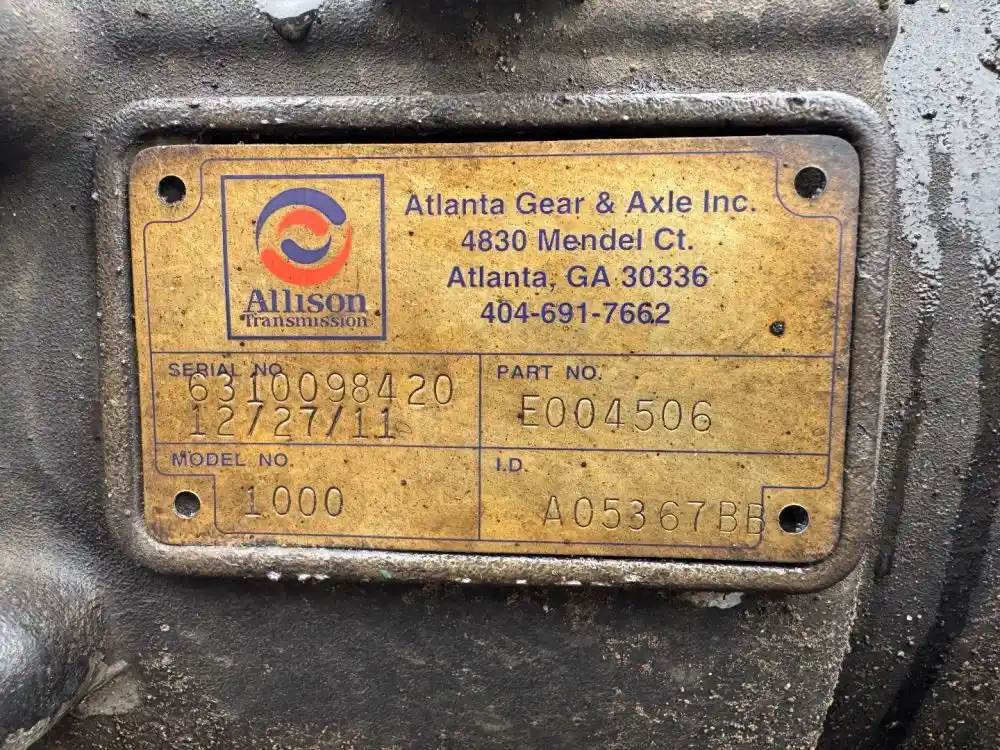 Allison
Transmission
Atlanta Gear & Axle Inc.
4830 Mendel Ct.
Atlanta, GA 30336
404-691-7662
SERIAL NO.
6310098420
12/27/11
PART NO.
E004506
MODEL NO.
1000
I.D.
A05367BB